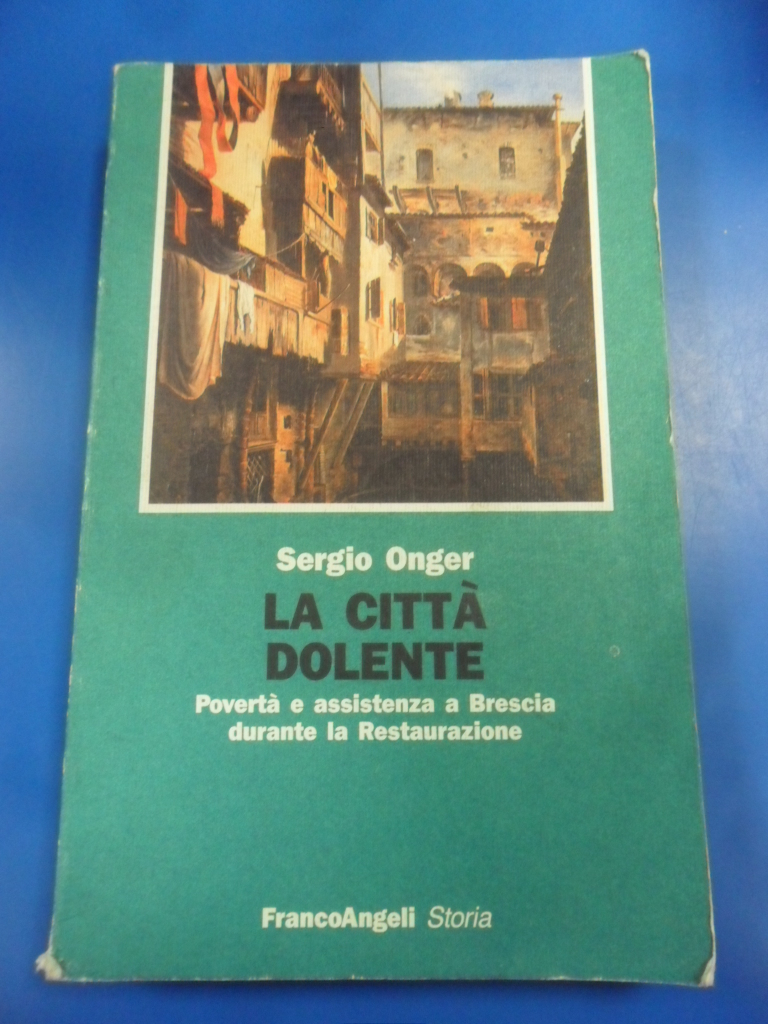 Sergio Onger
LA CITTÀ
DOLENTE
Povertà e assistenza a Brescia
durante la Restaurazione
FrancoAngeli Storia